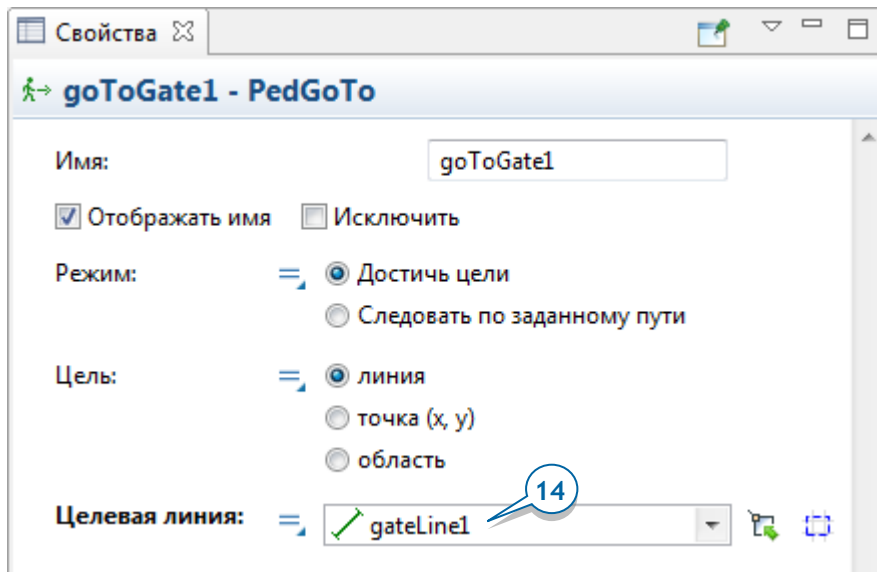 Свойства
goToGate1 - PedGoTo
Имя: goToGate1
Отображать имя Исключить
Режим: Достичь цели
Следовать по заданному пути
Цель: линия
точка (x, y)
область
14
Целевая линия: gateLine1